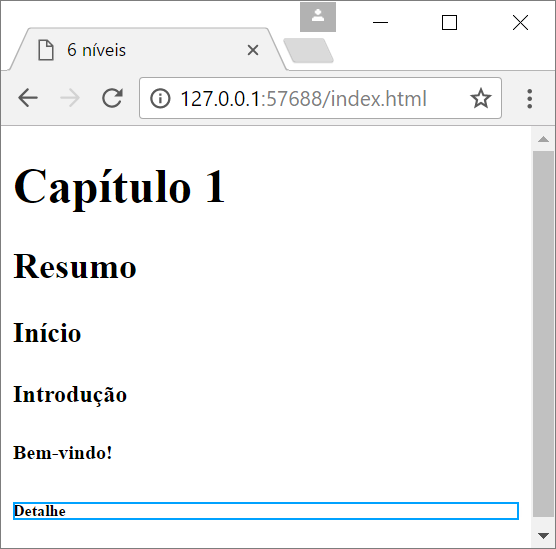 6 níveis
127.0.0.1:57688/index.html
Capítulo 1
Resumo
Início
Introdução
Bem-vindo!
Detalhe